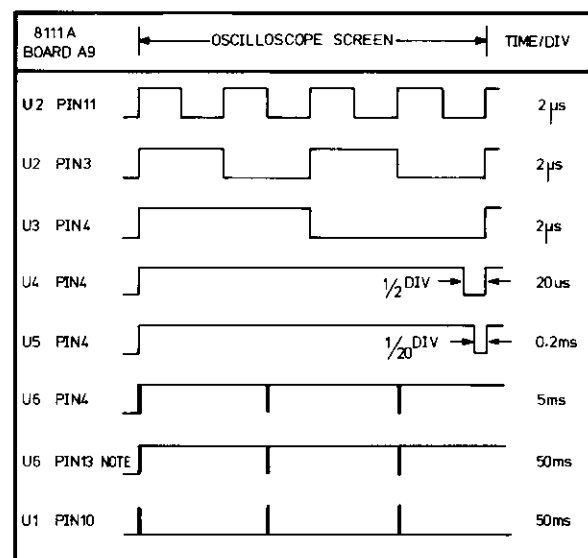 8111A
BOARD A9
OSCILLOSCOPE SCREEN
TIME/DIV
U2 PIN11 2µs
U2 PIN3 2µs
U3 PIN4 2µs
U4 PIN4 1/2 DIV 20us
U5 PIN4 1/20 DIV 0.2ms
U6 PIN4 5ms
U6 PIN13 NOTE 50ms
U1 PIN10 50ms